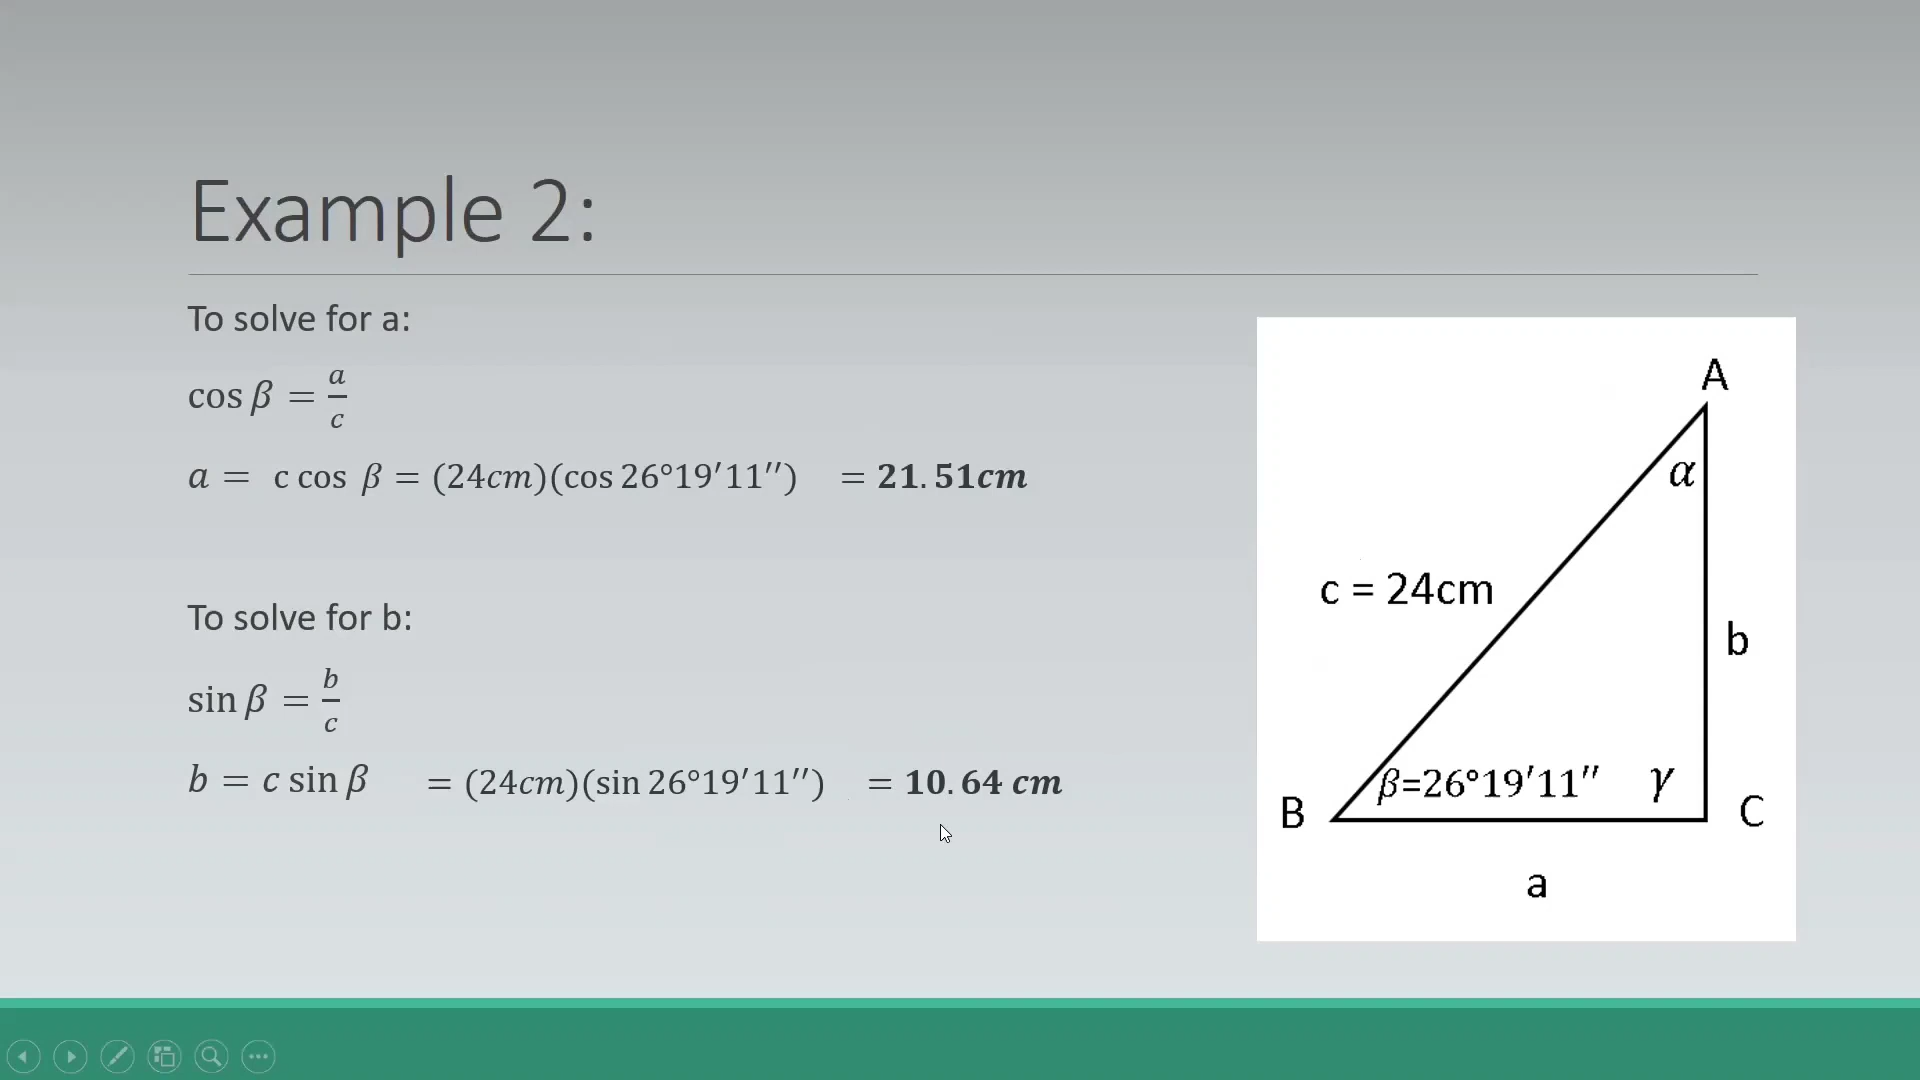 Example 2:
To solve for a:
cos β = a/c
a = c cos β = (24cm)(cos 26°19′11′′) = 21.51cm
To solve for b:
sin β = b/c
b = c sin β = (24cm)(sin 26°19′11′′) = 10.64 cm
A
α
c = 24cm
b
β=26°19′11′′ γ
B C
a